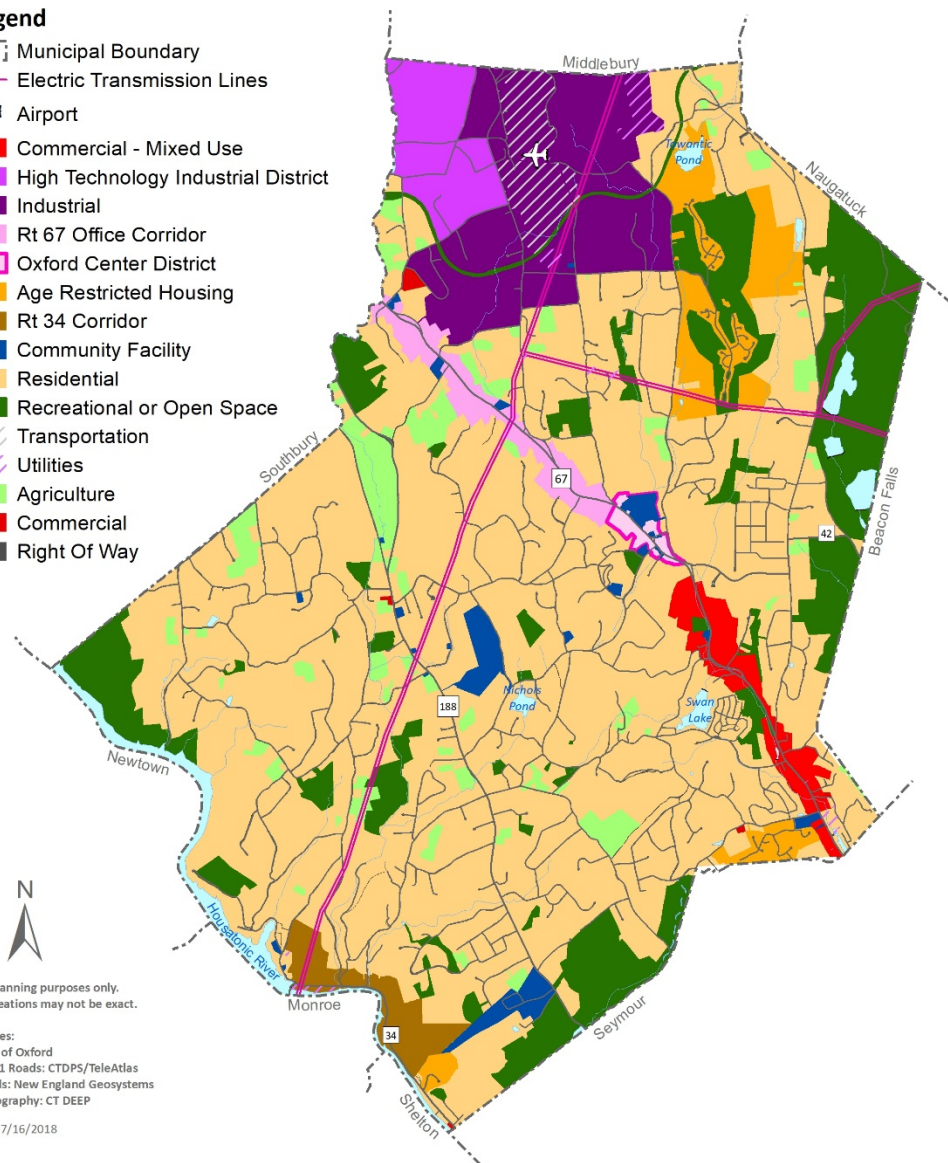 gend
Municipal Boundary
Electric Transmission Lines
Airport
Commercial - Mixed Use
High Technology Industrial District
Industrial
Rt 67 Office Corridor
Oxford Center District
Age Restricted Housing
Rt 34 Corridor
Community Facility
Residential
Recreational or Open Space
Transportation
Utilities
Agriculture
Commercial
Right Of Way
Middlebury
Towantic
Pond
Naugatuck
Southbury
67
42
Beacon Falls
188
Nichols
Pond
Swan
Lake
Newtown
N
Housatonic River
Monroe
34
Seymour
Shelton
anning purposes only.
eations may not be exact.
es:
of Oxford
1 Roads: CTDPS/TeleAtlas
ls: New England Geosystems
ography: CT DEEP
7/16/2018